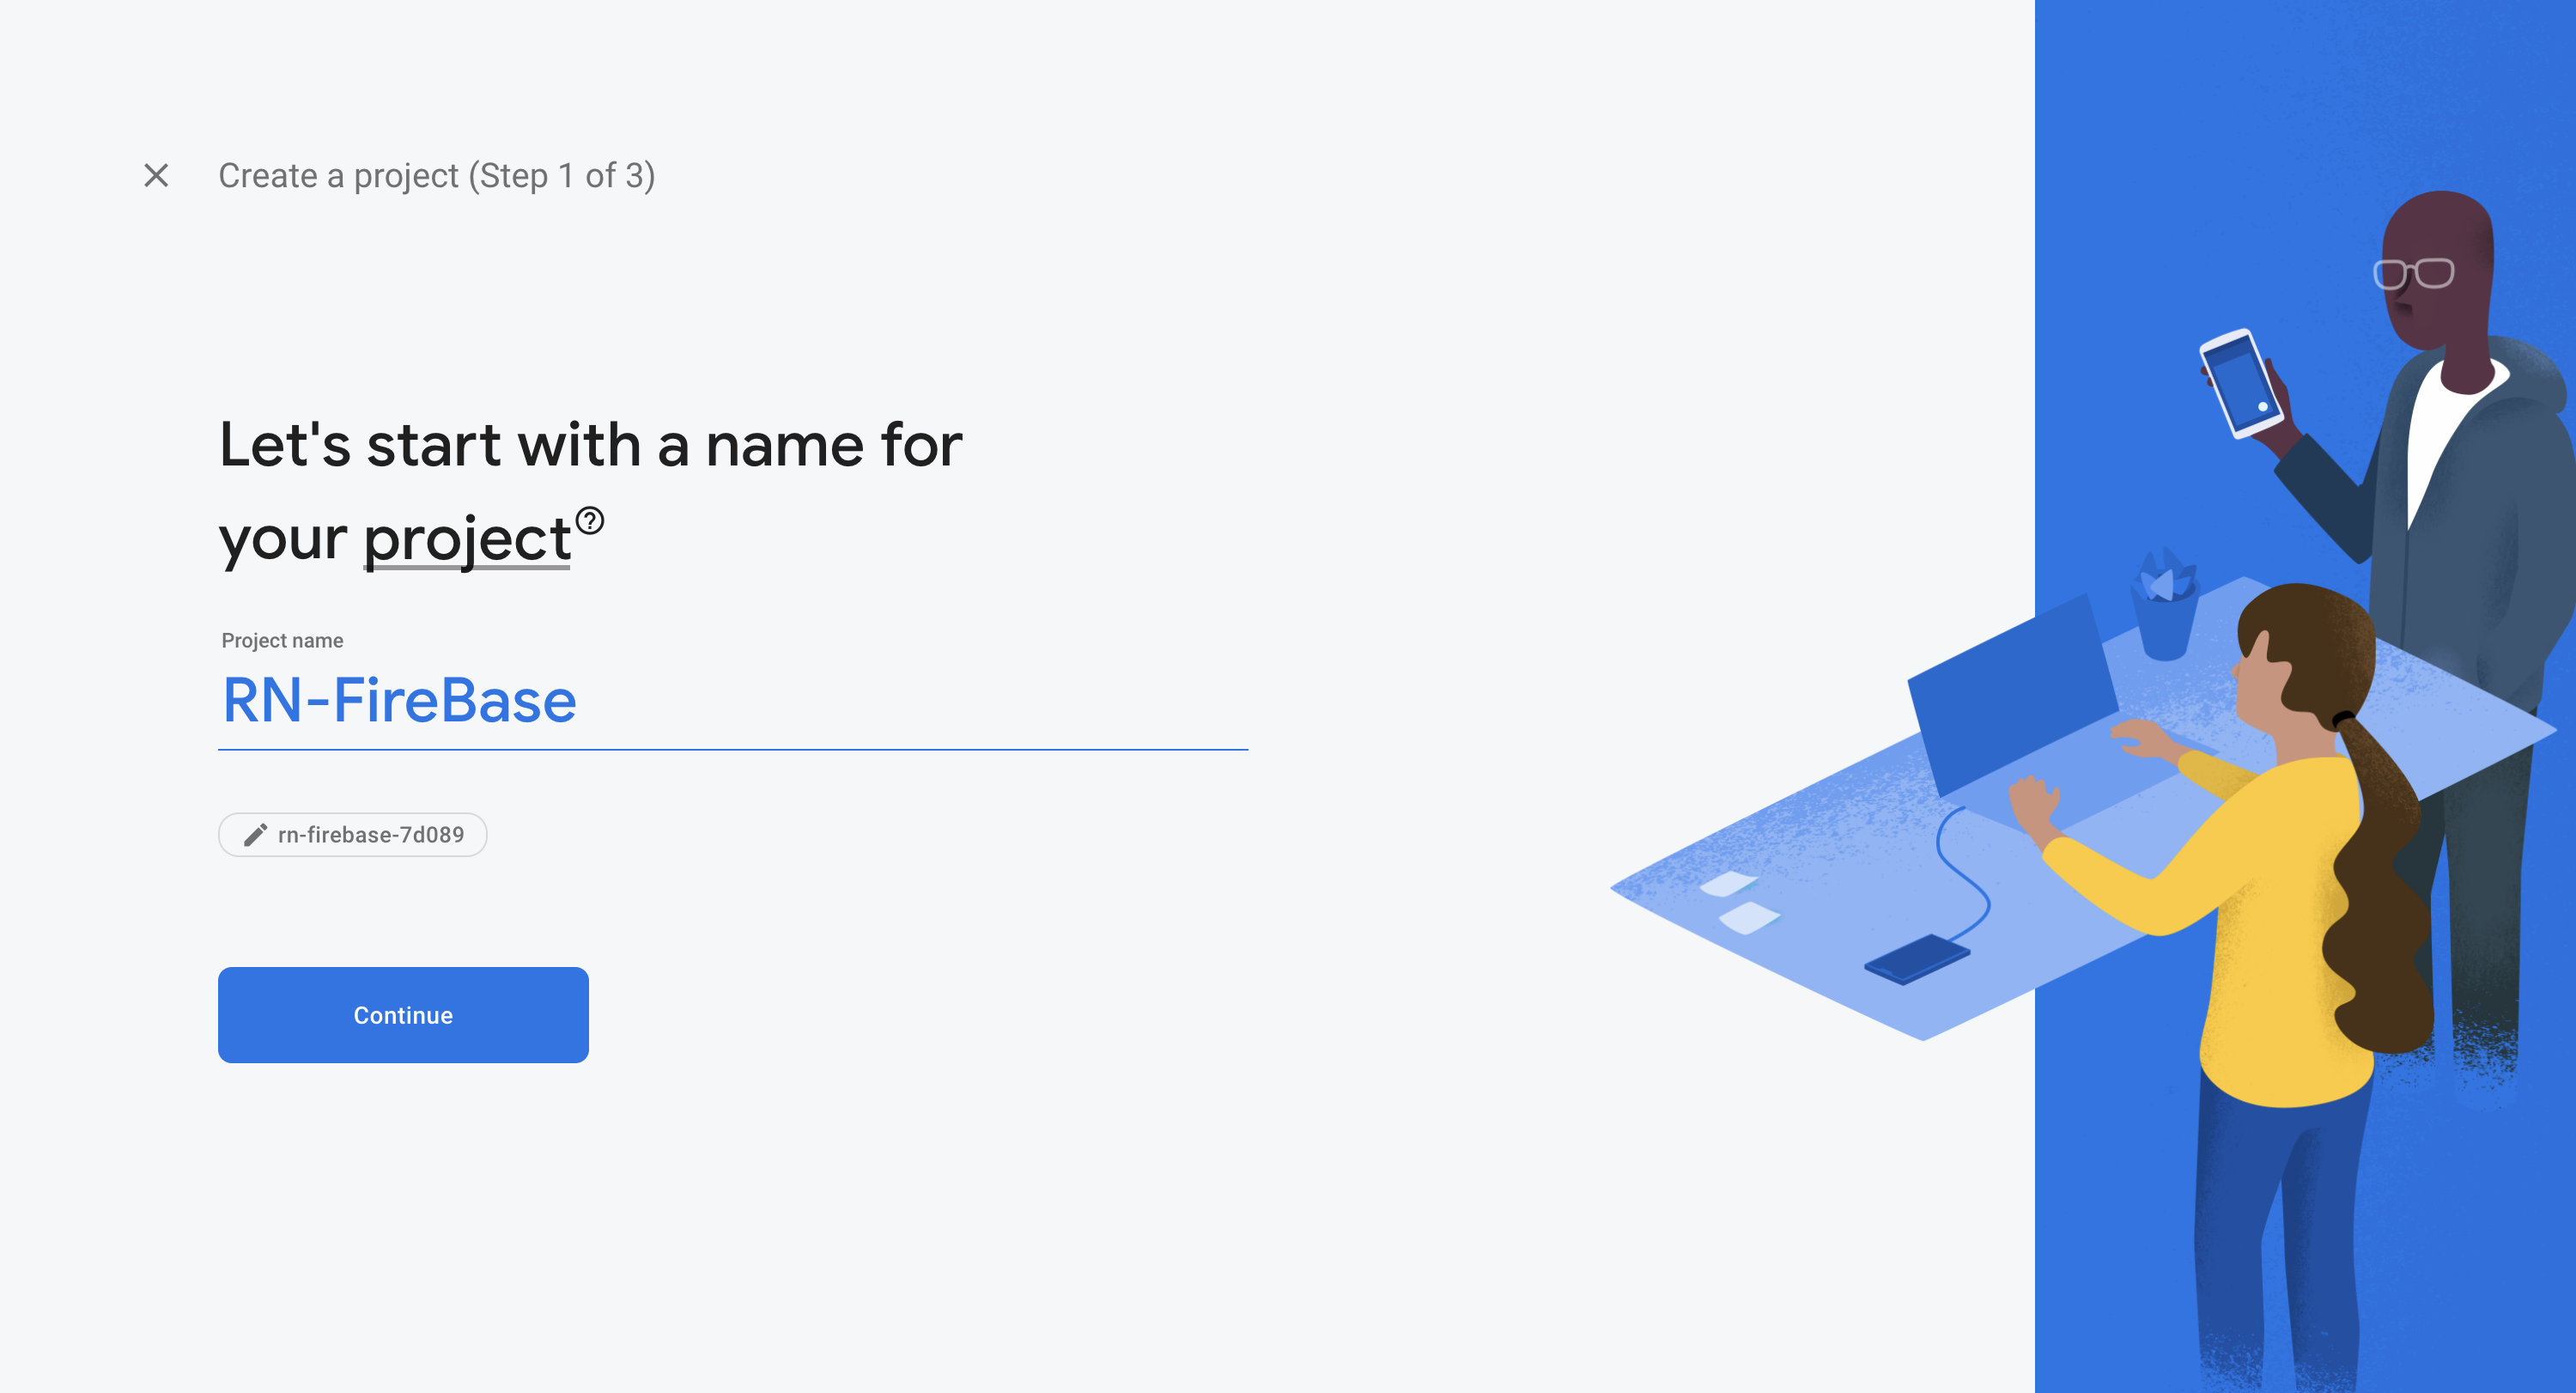 Create a project (Step 1 of 3)
Let's start with a name for
your project
Project name
RN-FireBase
rn-firebase-7d089
Continue